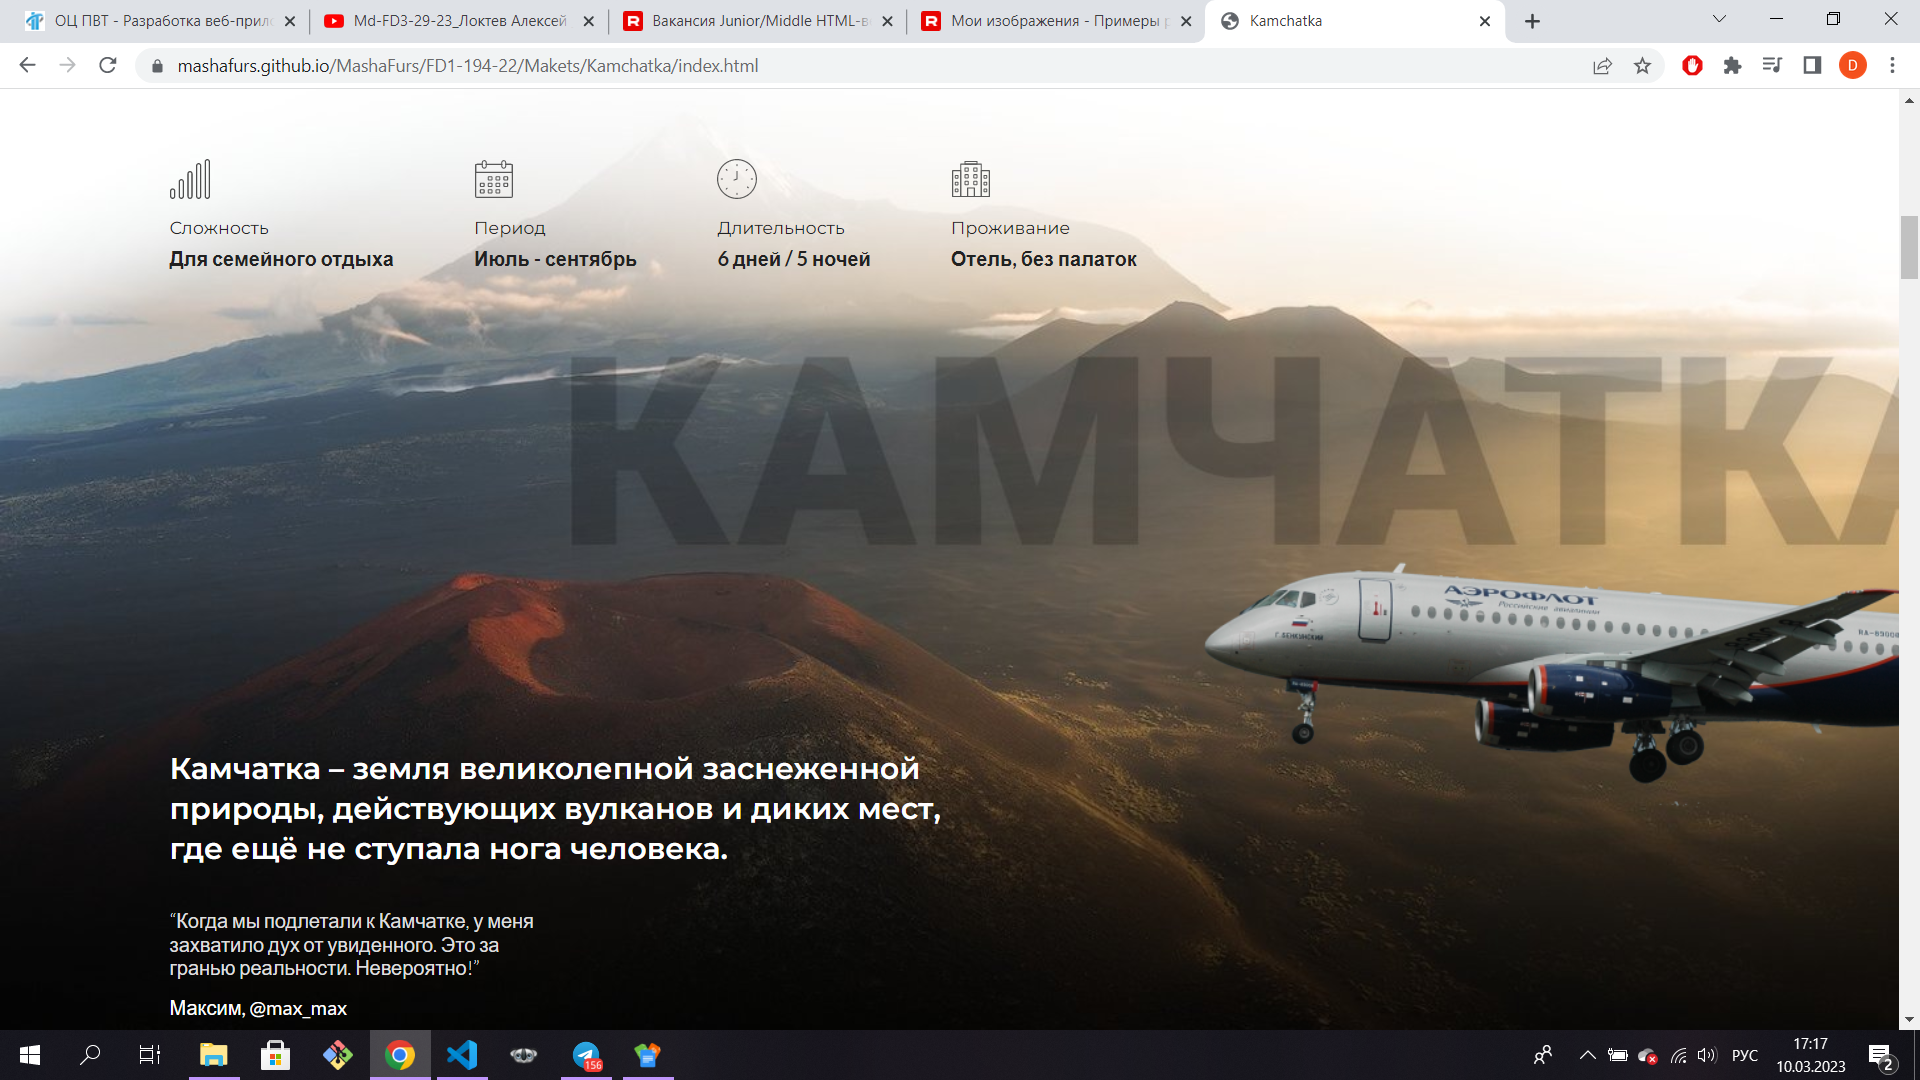 ОЦ ПВТ - Разработка веб-прил
Md-FD3-29-23_Локтев Алексей
Вакансия Junior/Middle HTML-в
Мои изображения - Примеры р
Kamchatka
mashafurs.github.io/MashaFurs/FD1-194-22/Makets/Kamchatka/index.html
D
Сложность
Для семейного отдыха
Период
Июль - сентябрь
Длительность
6 дней / 5 ночей
Проживание
Отель, без палаток
КАМЧАТКА
АЭРОФЛОТ
Российские авиалинии
Камчатка – земля великолепной заснеженной
природы, действующих вулканов и диких мест,
где ещё не ступала нога человека.
“Когда мы подлетали к Камчатке, у меня
захватило дух от увиденного. Это за
гранью реальности. Невероятно!”
Максим, @max_max
156
РУС
17:17
10.03.2023
2